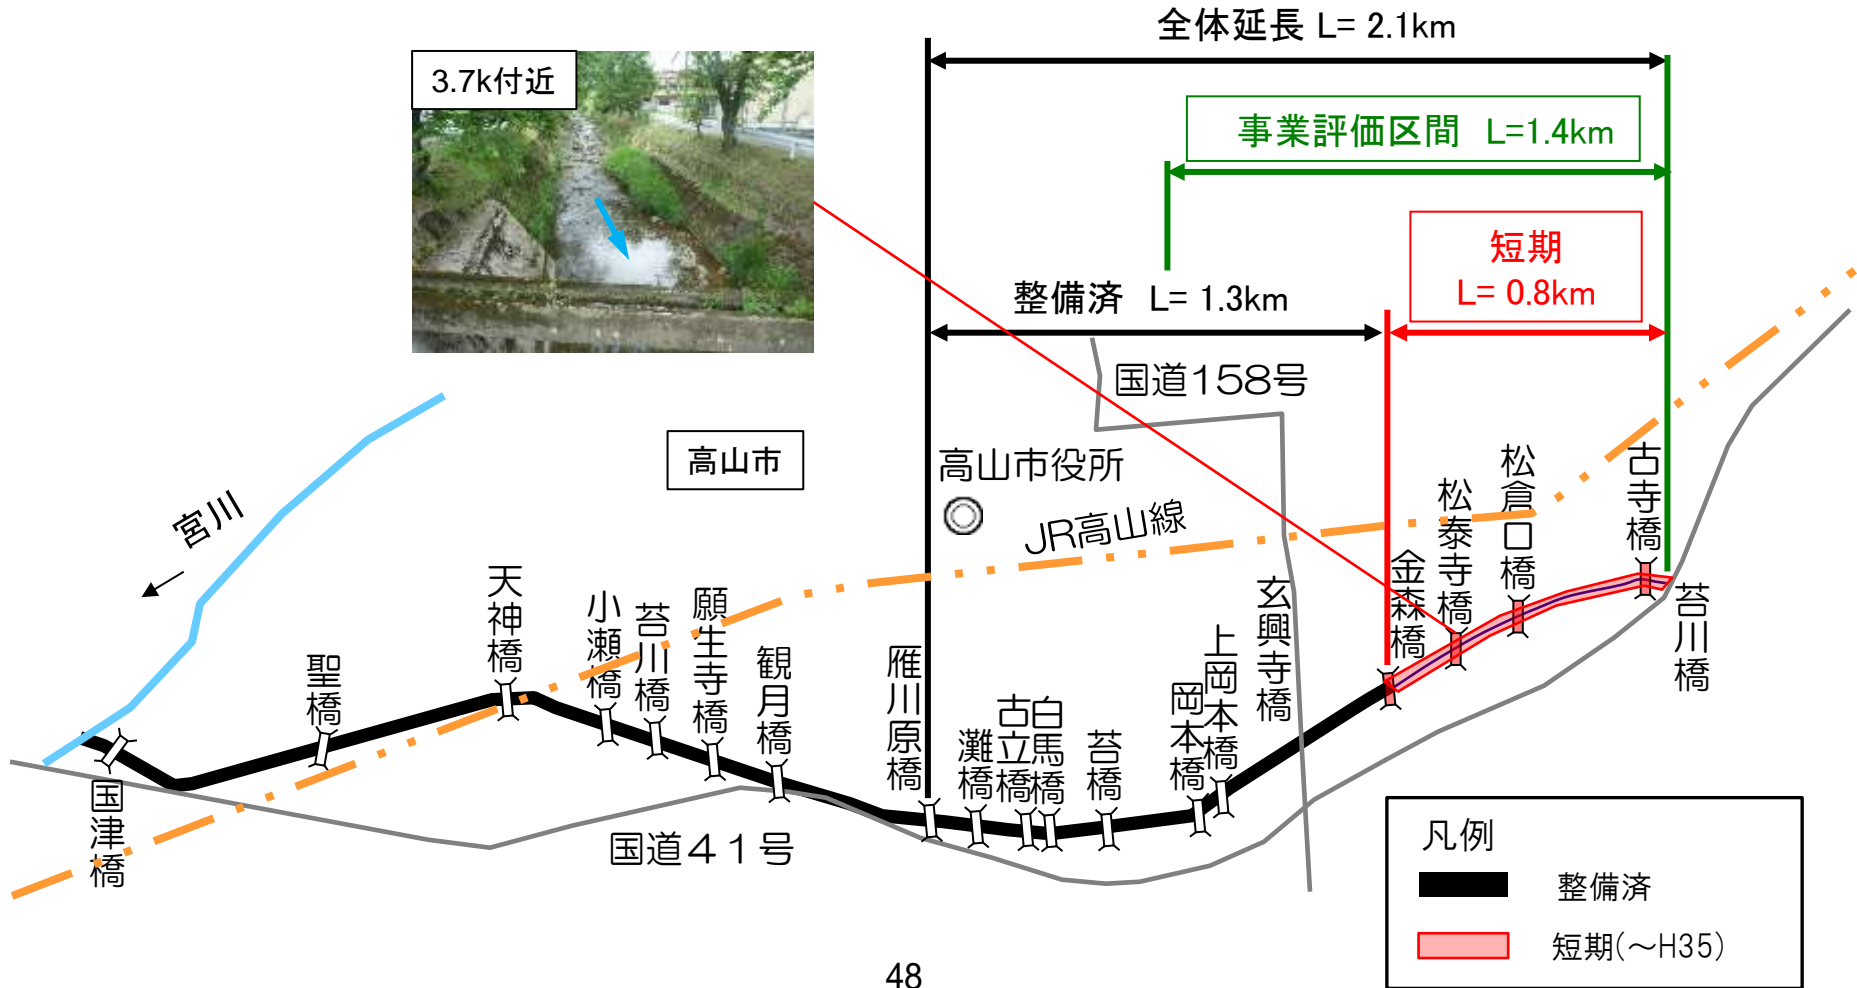 全体延長 L= 2.1km
3.7k付近
事業評価区間 L=1.4km
短期
L= 0.8km
整備済 L= 1.3km
国道158号
高山市
高山市役所
JR高山線
宮川
国津橋
聖橋
天神橋
小瀬橋
苔川橋
願生寺橋
観月橋
雁川原橋
灘橋
古立橋
白馬橋
苔橋
岡本橋
上岡本橋
玄興寺橋
金森橋
松泰寺橋
松倉口橋
古寺橋
苔川橋
国道41号
凡例
整備済
短期(～H35)
48